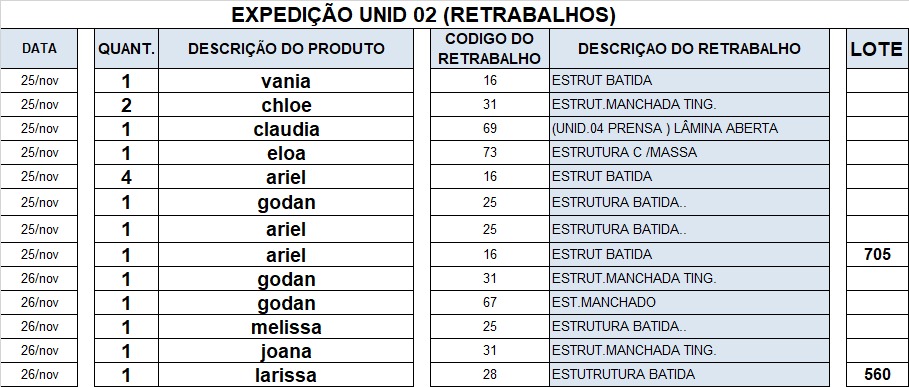 EXPEDIÇÃO UNID 02 (RETRABALHOS)
DATA QUANT. DESCRIÇÃO DO PRODUTO CODIGO DO RETRABALHO DESCRIÇAO DO RETRABALHO LOTE
25/nov 1 vania 16 ESTRUT BATIDA
25/nov 2 chloe 31 ESTRUT.MANCHADA TING.
25/nov 1 claudia 69 (UNID.04 PRENSA ) LÂMINA ABERTA
25/nov 1 eloa 73 ESTRUTURA C /MASSA
25/nov 4 ariel 16 ESTRUT BATIDA
25/nov 1 godan 25 ESTRUTURA BATIDA..
25/nov 1 ariel 25 ESTRUTURA BATIDA..
25/nov 1 ariel 16 ESTRUT BATIDA 705
26/nov 1 godan 31 ESTRUT.MANCHADA TING.
26/nov 1 godan 67 EST.MANCHADO
26/nov 1 melissa 25 ESTRUTURA BATIDA..
26/nov 1 joana 31 ESTRUT.MANCHADA TING.
26/nov 1 larissa 28 ESTUTRUTURA BATIDA 560